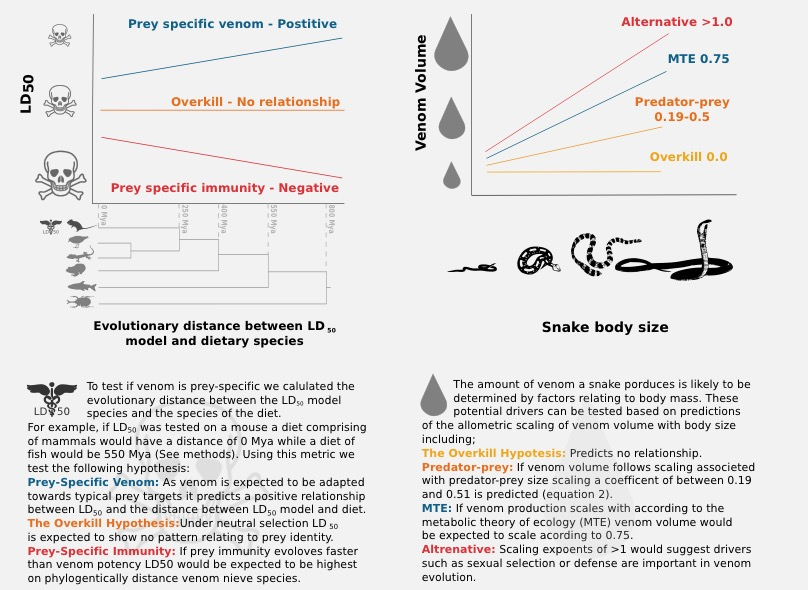 Prey specific venom - Postitive
Overkill - No relationship
Prey specific immunity - Negative
LD50
0 Mya
250 Mya
400 Mya
550 Mya
800 Mya
LD50
Evolutionary distance between LD 50
model and dietary species
Alternative >1.0
MTE 0.75
Predator-prey
0.19-0.5
Overkill 0.0
Venom Volume
Snake body size
LD50
To test if venom is prey-specific we calulated the
evolutionary distance between the LD50 model
species and the species of the diet.
For example, if LD50 was tested on a mouse a diet comprising
of mammals would have a distance of 0 Mya while a diet of
fish would be 550 Mya (See methods). Using this metric we
test the following hypothesis:
Prey-Specific Venom: As venom is expected to be adapted
towards typical prey targets it predicts a positive relationship
between LD50 and the distance between LD50 model and diet.
The Overkill Hypothesis:Under neutral selection LD 50
is expected to show no pattern relating to prey identity.
Prey-Specific Immunity: If prey immunity evoloves faster
than venom potency LD50 would be expected to be highest
on phylogentically distance venom nieve species.
The amount of venom a snake porduces is likely to be
determined by factors relating to body mass. These
potential drivers can be tested based on predictions
of the allometric scaling of venom volume with body size
including;
The Overkill Hypotesis: Predicts no relationship.
Predator-prey: If venom volume follows scaling associated
with predator-prey size scaling a coefficent of between 0.19
and 0.51 is predicted (equation 2).
MTE: If venom production scales with according to the
metabolic theory of ecology (MTE) venom volume would
be expected to scale acording to 0.75.
Altrenative: Scaling expoents of >1 would suggest drivers
such as sexual selection or defense are important in venom
evolution.